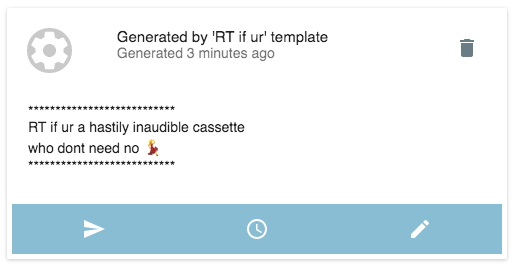 Generated by 'RT if ur' template
Generated 3 minutes ago
***************************
RT if ur a hastily inaudible cassette
who dont need no 💃
***************************